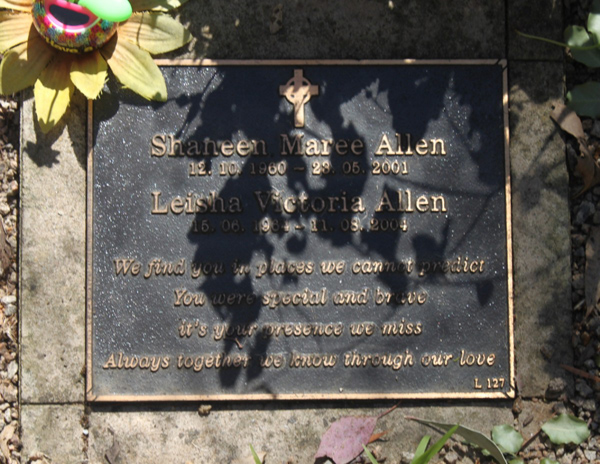 Shaneen Maree Allen
12. 10. 1960 ~ 28. 05. 2001
Leisha Victoria Allen
15. 06. 1984 ~ 11. 08. 2004
We find you in places we cannot predict
You were special and brave
it's your presence we miss
Always together we know through our love
L 127